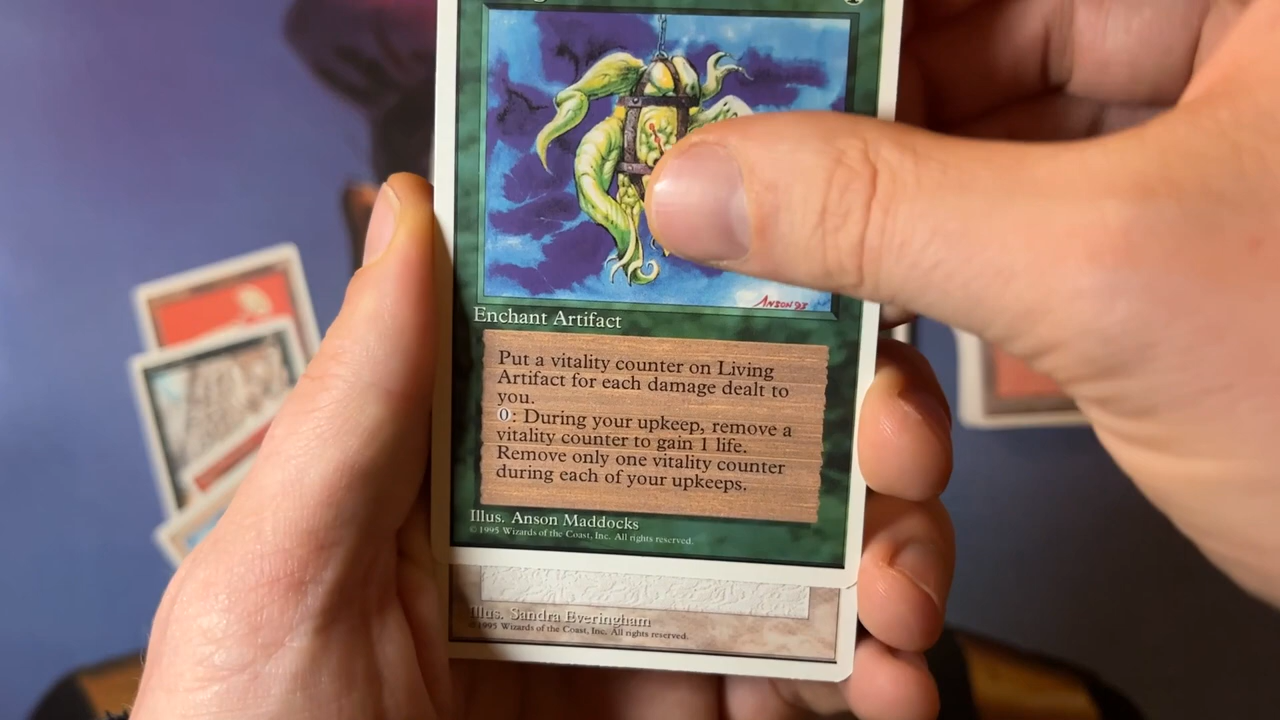 ANSON 93
Enchant Artifact
Put a vitality counter on Living
Artifact for each damage dealt to
you.
0: During your upkeep, remove a
vitality counter to gain 1 life.
Remove only one vitality counter
during each of your upkeeps.
Illus. Anson Maddocks
© 1995 Wizards of the Coast, Inc. All rights reserved.
Illus. Sandra Everingham
© 1995 Wizards of the Coast, Inc. All rights reserved.